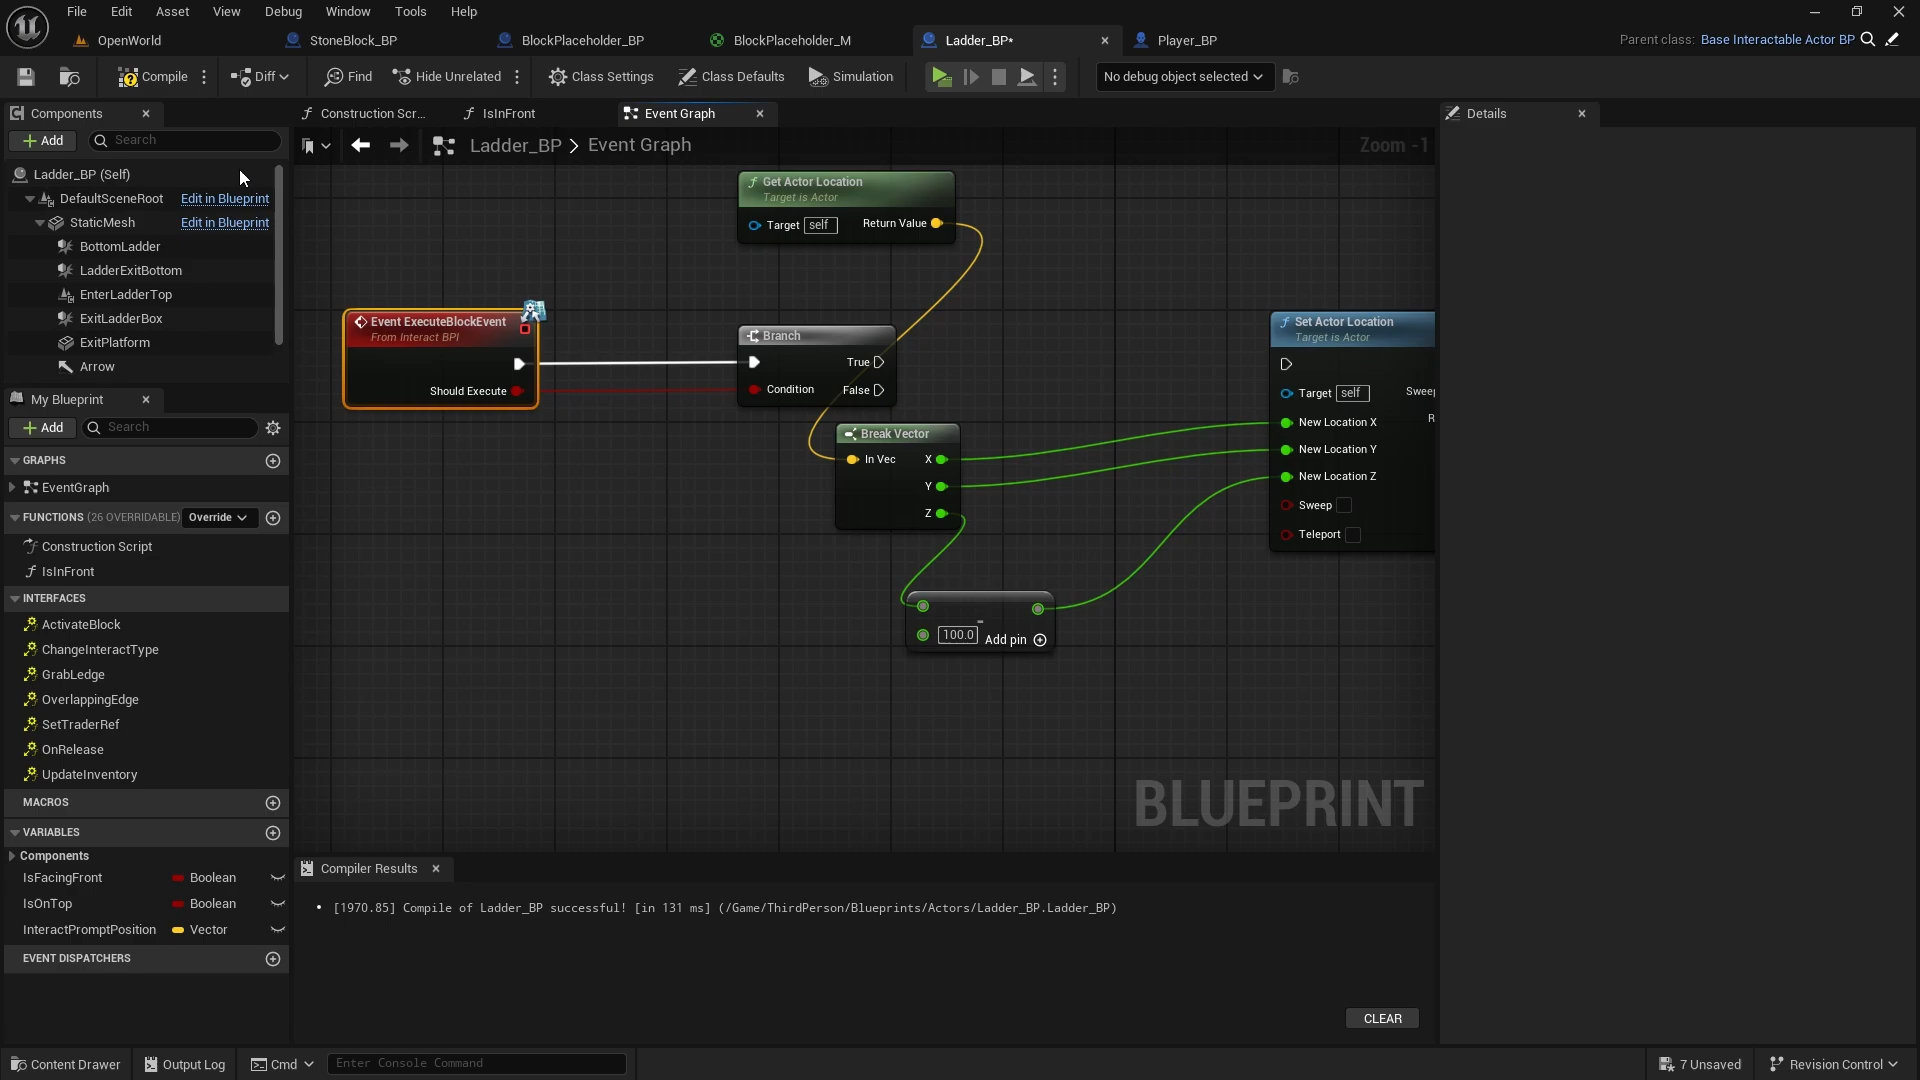 File Edit Asset View Debug Window Tools Help
OpenWorld StoneBlock_BP BlockPlaceholder_BP BlockPlaceholder_M Ladder_BP* Player_BP Parent class: Base Interactable Actor BP
Compile Diff Find Hide Unrelated Class Settings Class Defaults Simulation No debug object selected
Components Construction Scr... IsInFront Event Graph Details
Add Search
Ladder_BP > Event Graph Zoom -1
Ladder_BP (Self)
DefaultSceneRoot Edit in Blueprint
StaticMesh Edit in Blueprint
BottomLadder
LadderExitBottom
EnterLadderTop
ExitLadderBox
ExitPlatform
Arrow
My Blueprint
Add Search
GRAPHS
EventGraph
FUNCTIONS (26 OVERRIDABLE) Override
Construction Script
IsInFront
INTERFACES
ActivateBlock
ChangeInteractType
GrabLedge
OverlappingEdge
SetTraderRef
OnRelease
UpdateInventory
MACROS
VARIABLES
Components
IsFacingFront Boolean
IsOnTop Boolean
InteractPromptPosition Vector
EVENT DISPATCHERS
Get Actor Location
Target is Actor
Target self Return Value
Event ExecuteBlockEvent
From Interact BPI
Should Execute
Branch
True
Condition False
Break Vector
In Vec X
Y
Z
100.0 - Add pin
Set Actor Location
Target is Actor
Target self Sweep
New Location X R
New Location Y
New Location Z
Sweep
Teleport
BLUEPRINT
Compiler Results
[1970.85] Compile of Ladder_BP successful! [in 131 ms] (/Game/ThirdPerson/Blueprints/Actors/Ladder_BP.Ladder_BP)
CLEAR
Content Drawer Output Log Cmd Enter Console Command 7 Unsaved Revision Control